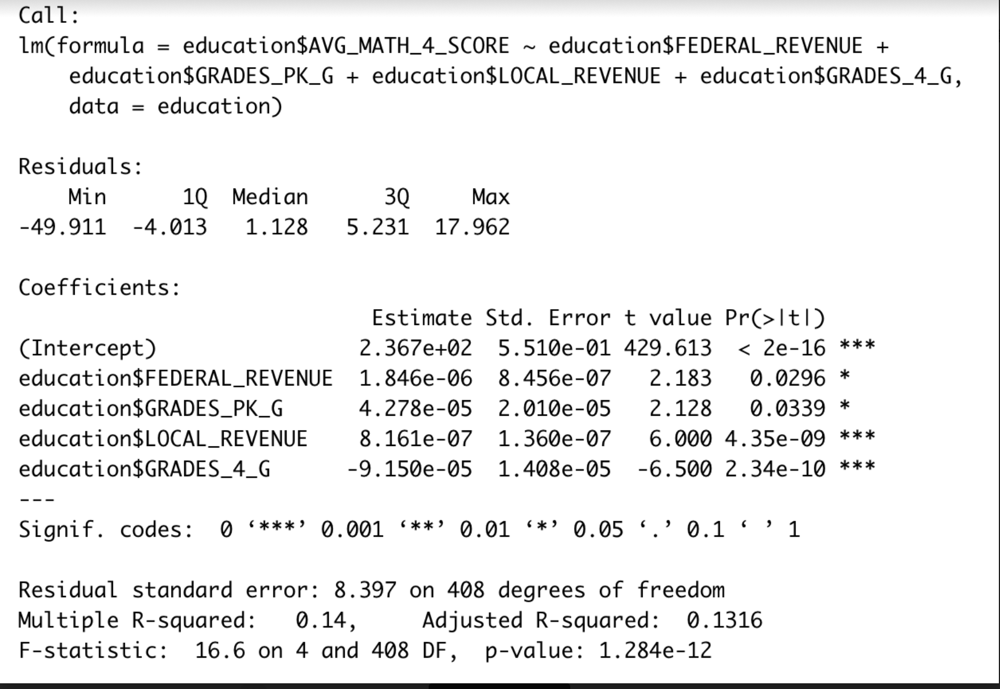 Call:
lm(formula = education$AVG_MATH_4_SCORE ~ education$FEDERAL_REVENUE +
    education$GRADES_PK_G + education$LOCAL_REVENUE + education$GRADES_4_G,
    data = education)

Residuals:
    Min      1Q  Median      3Q     Max
-49.911  -4.013   1.128   5.231  17.962

Coefficients:
                            Estimate Std. Error t value Pr(>|t|)
(Intercept)                2.367e+02  5.510e-01 429.613  < 2e-16 ***
education$FEDERAL_REVENUE  1.846e-06  8.456e-07   2.183   0.0296 *
education$GRADES_PK_G      4.278e-05  2.010e-05   2.128   0.0339 *
education$LOCAL_REVENUE    8.161e-07  1.360e-07   6.000 4.35e-09 ***
education$GRADES_4_G      -9.150e-05  1.408e-05  -6.500 2.34e-10 ***
---
Signif. codes:  0 ‘***’ 0.001 ‘**’ 0.01 ‘*’ 0.05 ‘.’ 0.1 ‘ ’ 1

Residual standard error: 8.397 on 408 degrees of freedom
Multiple R-squared:   0.14,     Adjusted R-squared:  0.1316
F-statistic:  16.6 on 4 and 408 DF,  p-value: 1.284e-12